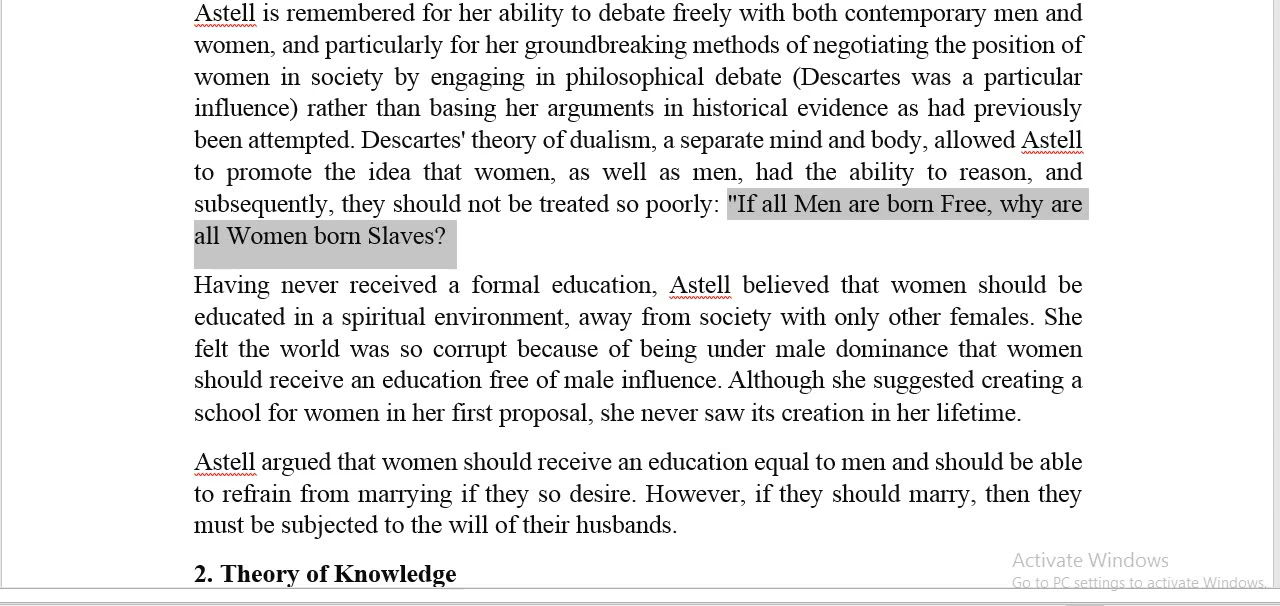 Astell is remembered for her ability to debate freely with both contemporary men and
women, and particularly for her groundbreaking methods of negotiating the position of
women in society by engaging in philosophical debate (Descartes was a particular
influence) rather than basing her arguments in historical evidence as had previously
been attempted. Descartes' theory of dualism, a separate mind and body, allowed Astell
to promote the idea that women, as well as men, had the ability to reason, and
subsequently, they should not be treated so poorly: "If all Men are born Free, why are
all Women born Slaves?
Having never received a formal education, Astell believed that women should be
educated in a spiritual environment, away from society with only other females. She
felt the world was so corrupt because of being under male dominance that women
should receive an education free of male influence. Although she suggested creating a
school for women in her first proposal, she never saw its creation in her lifetime.
Astell argued that women should receive an education equal to men and should be able
to refrain from marrying if they so desire. However, if they should marry, then they
must be subjected to the will of their husbands.
2. Theory of Knowledge
Activate Windows
Go to PC settings to activate Windows.